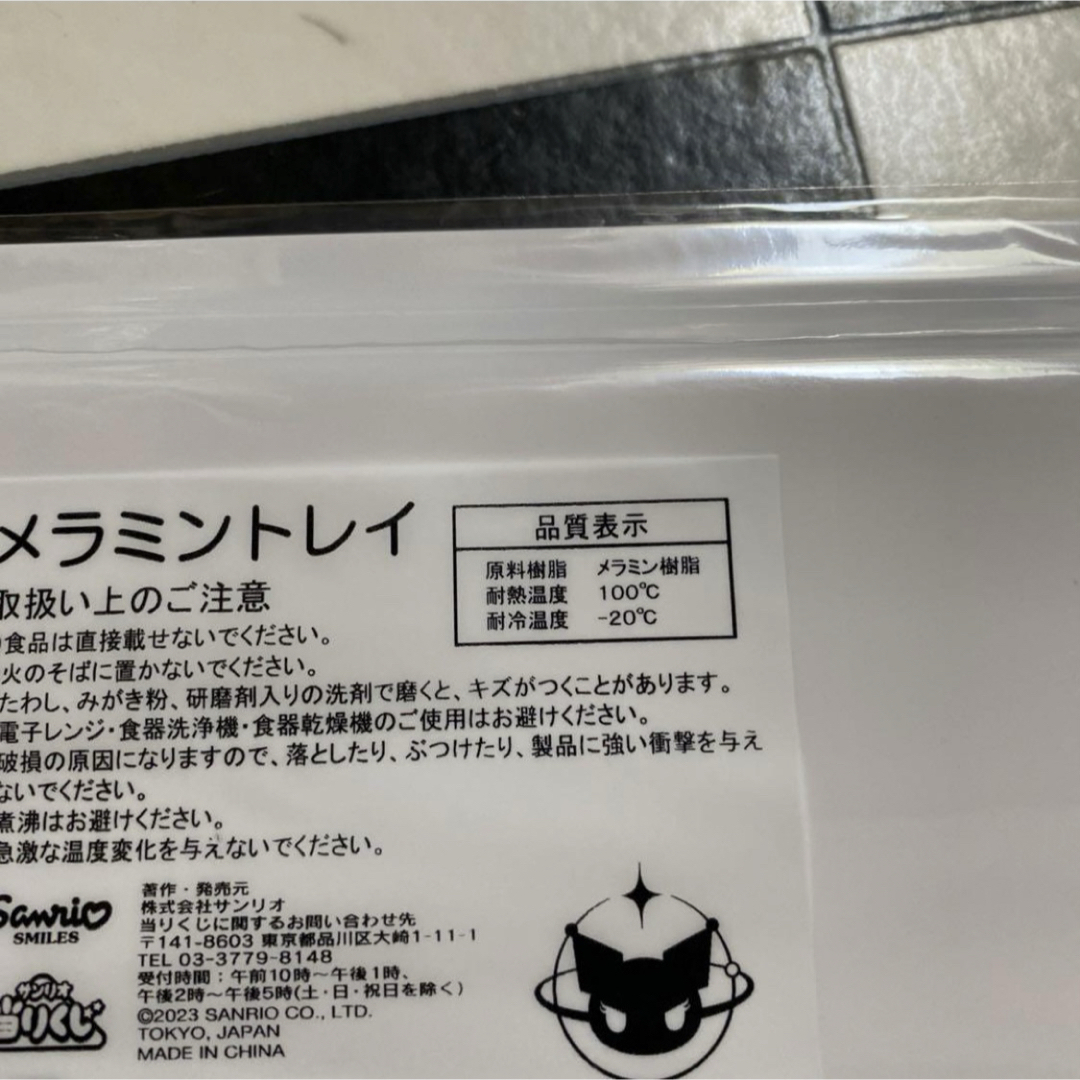 メラミントレイ
取扱い上のご注意
食品は直接載せないでください。
火のそばに置かないでください。
たわし、みがき粉、研磨剤入りの洗剤で磨くと、キズがつくことがあります。
電子レンジ・食器洗浄機・食器乾燥機のご使用はお避けください。
破損の原因になりますので、落としたり、ぶつけたり、製品に強い衝撃を与え
ないでください。
煮沸はお避けください。
急激な温度変化を与えないでください。
品質表示
原料樹脂 メラミン樹脂
耐熱温度 100℃
耐冷温度 -20℃
Sanrio
SMILES
サンリオ
当りくじ
著作・発売元
株式会社サンリオ
当りくじに関するお問い合わせ先
〒141-8603 東京都品川区大崎1-11-1
TEL 03-3779-8148
受付時間：午前10時〜午後1時、
午後2時〜午後5時(土・日・祝日を除く)
©2023 SANRIO CO., LTD.
TOKYO, JAPAN
MADE IN CHINA